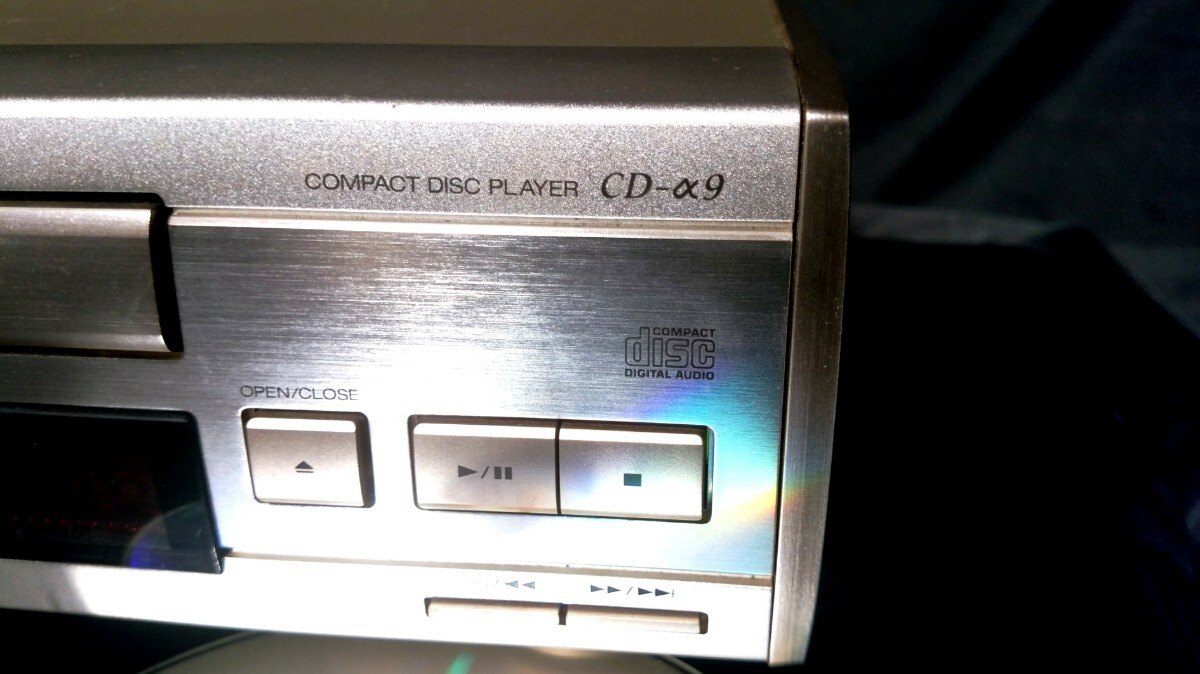 COMPACT DISC PLAYER CD-α9
COMPACT
disc
DIGITAL AUDIO
OPEN/CLOSE